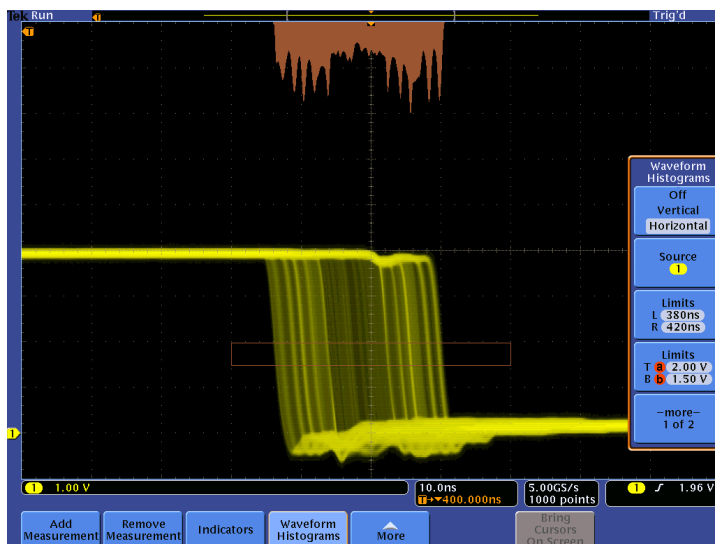 Tek Run
Trig'd
T
T
Waveform
Histograms
Off
Vertical
Horizontal
Source
1
Limits
L 380ns
R 420ns
Limits
T a 2.00 V
B b 1.50 V
—more—
1 of 2
1
1 1.00 V
10.0ns
T→▼400.000ns
5.00GS/s
1000 points
1 ∫ 1.96 V
Add
Measurement
Remove
Measurement
Indicators
Waveform
Histograms
More
Bring
Cursors
On Screen